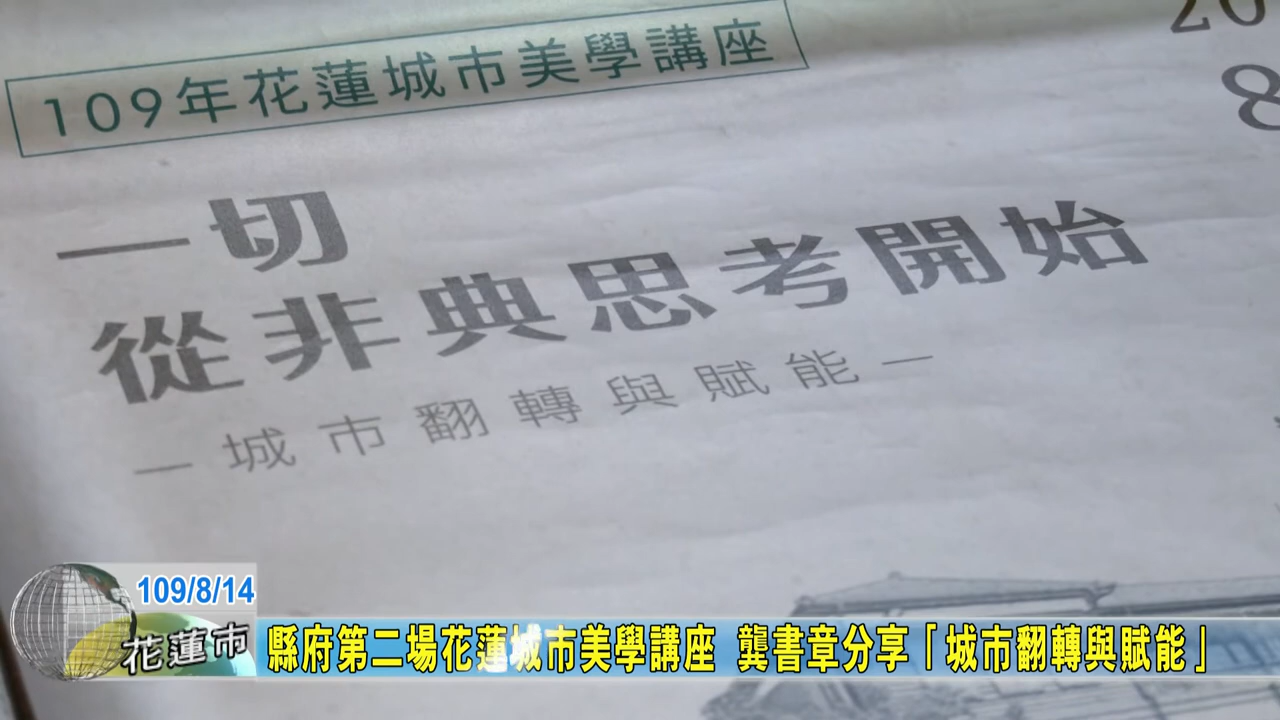 109年花蓮城市美學講座
20
8
一切
從非典思考開始
—城市翻轉與賦能—
109/8/14
花蓮市
縣府第二場花蓮城市美學講座 龔書章分享「城市翻轉與賦能」